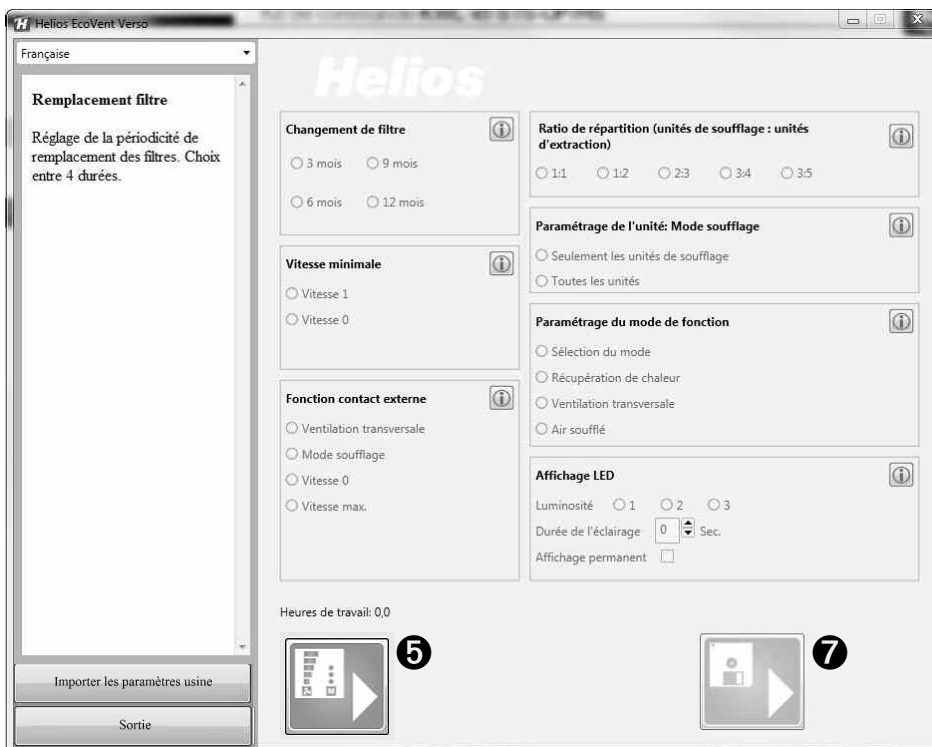 Helios EcoVent Verso
Française
Remplacement filtre
Réglage de la périodicité de
remplacement des filtres. Choix
entre 4 durées.
Importer les paramètres usine
Sortie
Helios
Changement de filtre
3 mois 9 mois
6 mois 12 mois
Vitesse minimale
Vitesse 1
Vitesse 0
Fonction contact externe
Ventilation transversale
Mode soufflage
Vitesse 0
Vitesse max.
Ratio de répartition (unités de soufflage : unités
d'extraction)
1:1 1:2 2:3 3:4 3:5
Paramétrage de l'unité: Mode soufflage
Seulement les unités de soufflage
Toutes les unités
Paramétrage du mode de fonction
Sélection du mode
Récupération de chaleur
Ventilation transversale
Air soufflé
Affichage LED
Luminosité 1 2 3
Durée de l'éclairage 0 Sec.
Affichage permanent
Heures de travail: 0,0
5
7